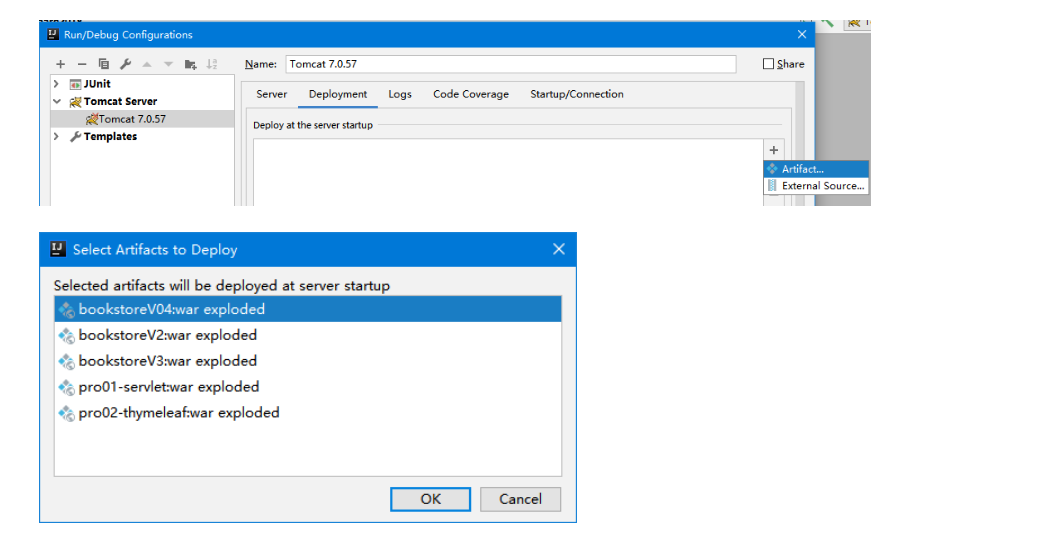 Run/Debug Configurations
Name: Tomcat 7.0.57
Share
JUnit
Tomcat Server
Tomcat 7.0.57
Templates
Server Deployment Logs Code Coverage Startup/Connection
Deploy at the server startup
Artifact...
External Source...
Select Artifacts to Deploy
Selected artifacts will be deployed at server startup
bookstoreV04:war exploded
bookstoreV2:war exploded
bookstoreV3:war exploded
pro01-servlet:war exploded
pro02-thymeleaf:war exploded
OK Cancel